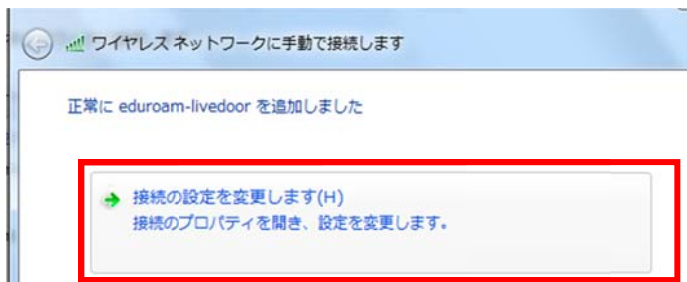 ワイヤレス ネットワークに手動で接続します
正常に eduroam-livedoor を追加しました
接続の設定を変更します(H)
接続のプロパティを開き、設定を変更します。